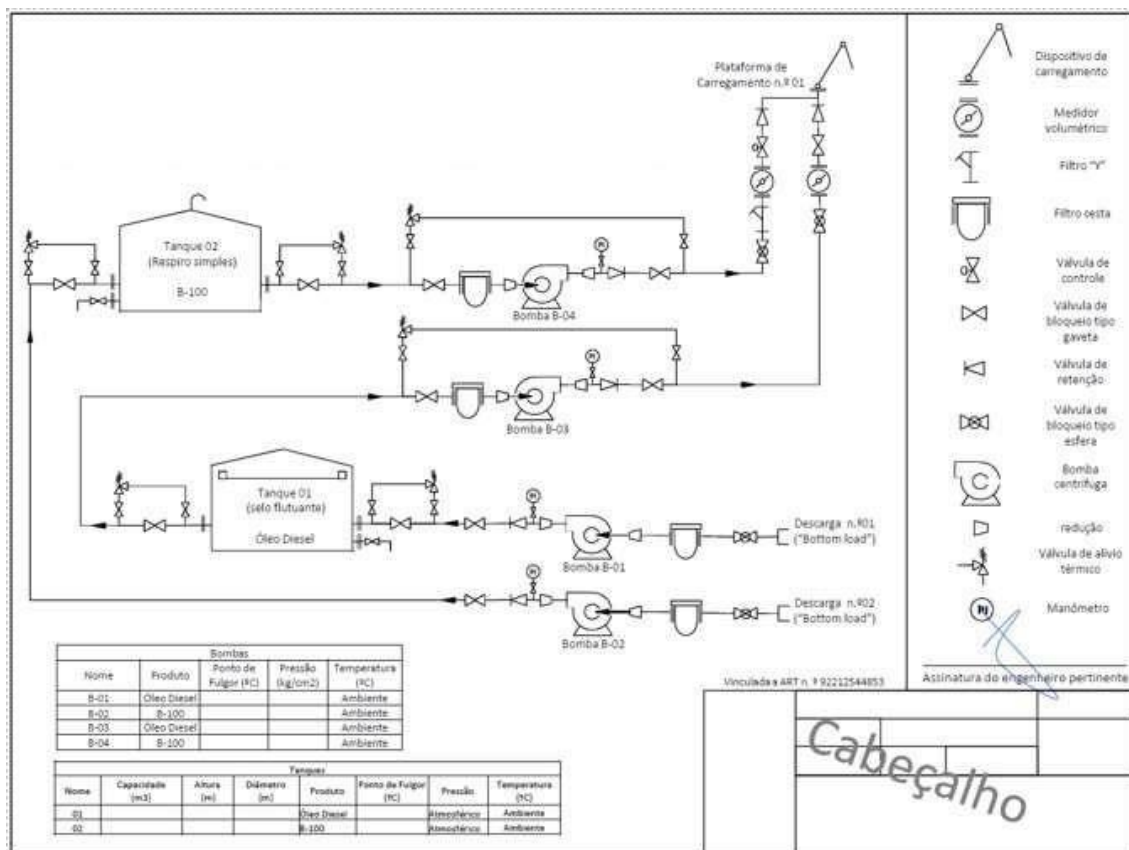 Plataforma de
Carregamento n.º 01
Tanque 02
(Respiro simples)
B-100
Bomba B-04
Bomba B-03
Tanque 01
(selo flutuante)
Óleo Diesel
Bomba B-01
Descarga n.º01
("Bottom load")
Bomba B-02
Descarga n.º02
("Bottom load")
Dispositivo de
carregamento
Medidor
volumétrico
Filtro "Y"
Filtro cesta
Válvula de
controle
Válvula de
bloqueio tipo
gaveta
Válvula de
retenção
Válvula de
bloqueio tipo
esfera
Bomba
centrifuga
redução
Válvula de alívio
térmico
Manômetro
Assinatura do engenheiro pertinente
Vinculada a ART n. º 92212544853
Cabeçalho
Bombas
Nome Produto Ponto de Fulgor (ºC) Pressão (kg/cm2) Temperatura (ºC)
B-01 Óleo Diesel Ambiente
B-02 B-100 Ambiente
B-03 Óleo Diesel Ambiente
B-04 B-100 Ambiente
Tanques
Nome Capacidade (m3) Altura (m) Diâmetro (m) Produto Ponto de Fulgor (ºC) Pressão Temperatura (ºC)
01 Óleo Diesel Atmosférico Ambiente
02 B-100 Atmosférico Ambiente